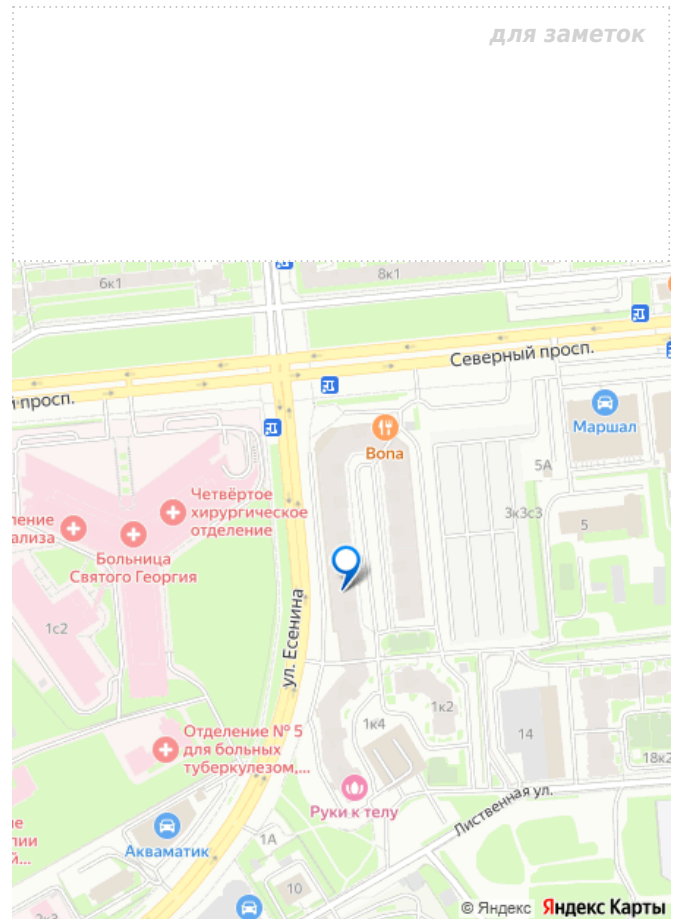 для заметок
6к1
8к1
Северный просп.
й просп.
Маршал
Вопа
5А
Четвёртое
хирургическое
отделение
3к3с3
5
Больница
Святого Георгия
1с2
ул. Есенина
1к2
1к4
14
Отделение № 5
для больных
туберкулезом,...
18к2
Руки к телу
Лиственная ул.
1А
Акваматик
10
© Яндекс Яндекс Карты